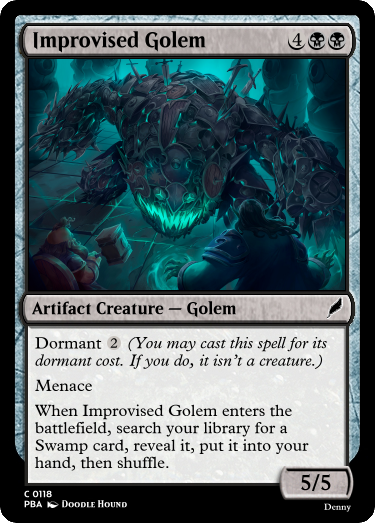 Improvised Golem 4
Artifact Creature — Golem
Dormant 2 (You may cast this spell for its
dormant cost. If you do, it isn't a creature.)
Menace
When Improvised Golem enters the
battlefield, search your library for a
Swamp card, reveal it, put it into your
hand, then shuffle.
5/5
C 0118
PBA Doodle Hound
Denny